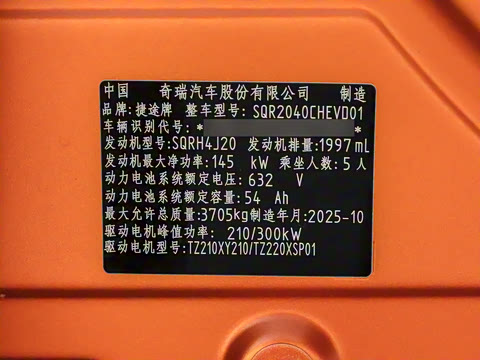 中国 奇瑞汽车股份有限公司 制造
品牌:捷途牌 整车型号: SQR2040CHEVD01
车辆识别代号: * *
发动机型号:SQRH4J20 发动机排量:1997 mL
发动机最大净功率:145 kW 乘坐人数: 5 人
动力电池系统额定电压: 632 V
动力电池系统额定容量: 54 Ah
最大允许总质量:3705kg制造年月:2025-10
驱动电机峰值功率: 210/300kW
驱动电机型号:TZ210XY210/TZ220XSP01